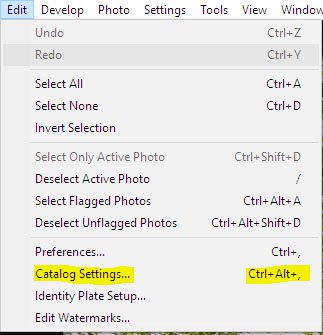 Edit Develop Photo Settings Tools View Window
Undo Ctrl+Z
Redo Ctrl+Y
Select All Ctrl+A
Select None Ctrl+D
Invert Selection
Select Only Active Photo Ctrl+Shift+D
Deselect Active Photo /
Select Flagged Photos Ctrl+Alt+A
Deselect Unflagged Photos Ctrl+Alt+Shift+D
Preferences... Ctrl+,
Catalog Settings... Ctrl+Alt+,
Identity Plate Setup...
Edit Watermarks...